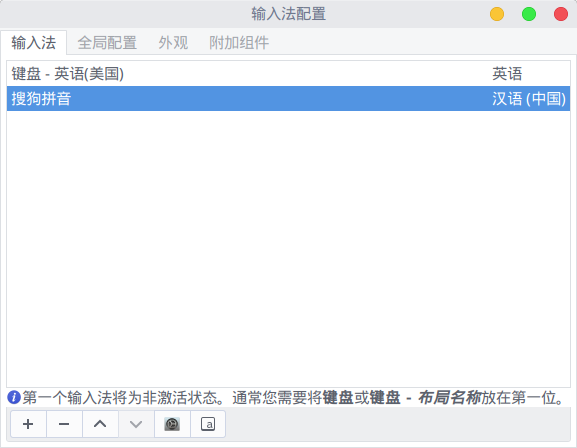 输入法配置
输入法 全局配置 外观 附加组件
键盘 - 英语(美国) 英语
搜狗拼音 汉语 (中国)
第一个输入法将为非激活状态。通常您需要将键盘或键盘 - 布局名称放在第一位。
a